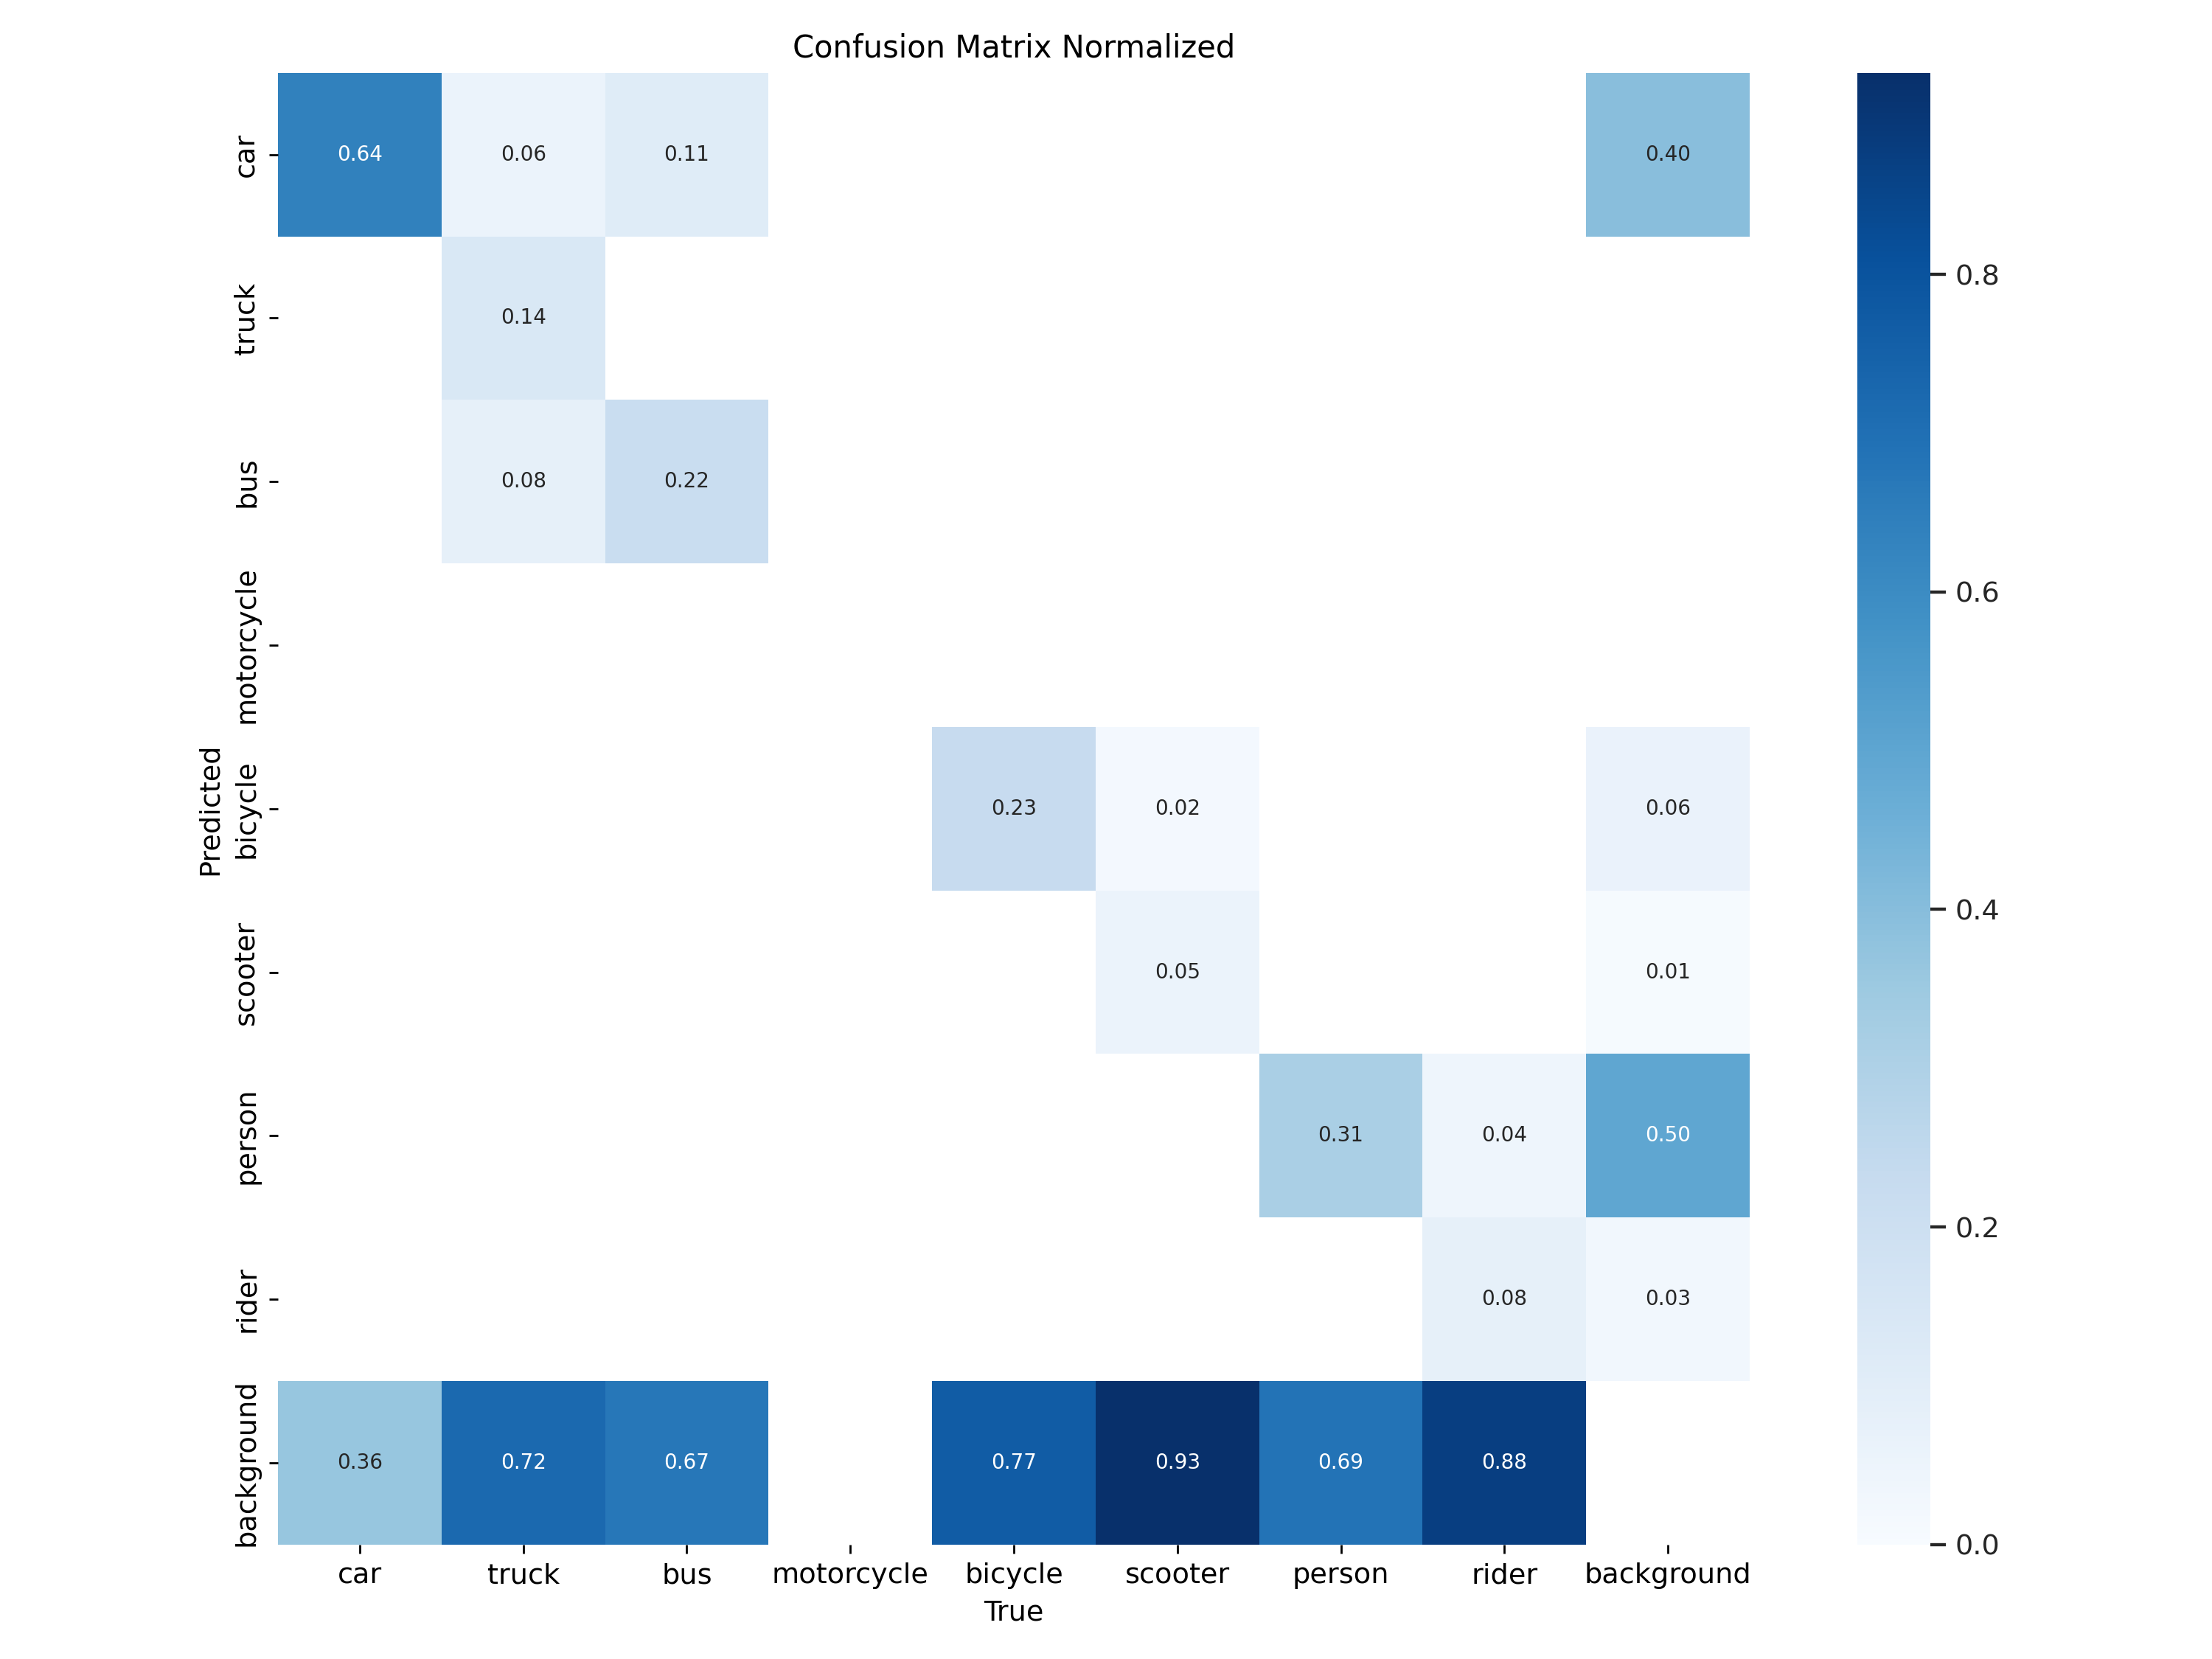 Confusion Matrix Normalized
car
0.64
0.06
0.11
0.40
truck
0.14
bus
0.08
0.22
motorcycle
bicycle
0.23
0.02
0.06
scooter
0.05
0.01
person
0.31
0.04
0.50
rider
0.08
0.03
background
0.36
0.72
0.67
0.77
0.93
0.69
0.88
Predicted
car
truck
bus
motorcycle
bicycle
scooter
person
rider
background
True
0.8
0.6
0.4
0.2
0.0